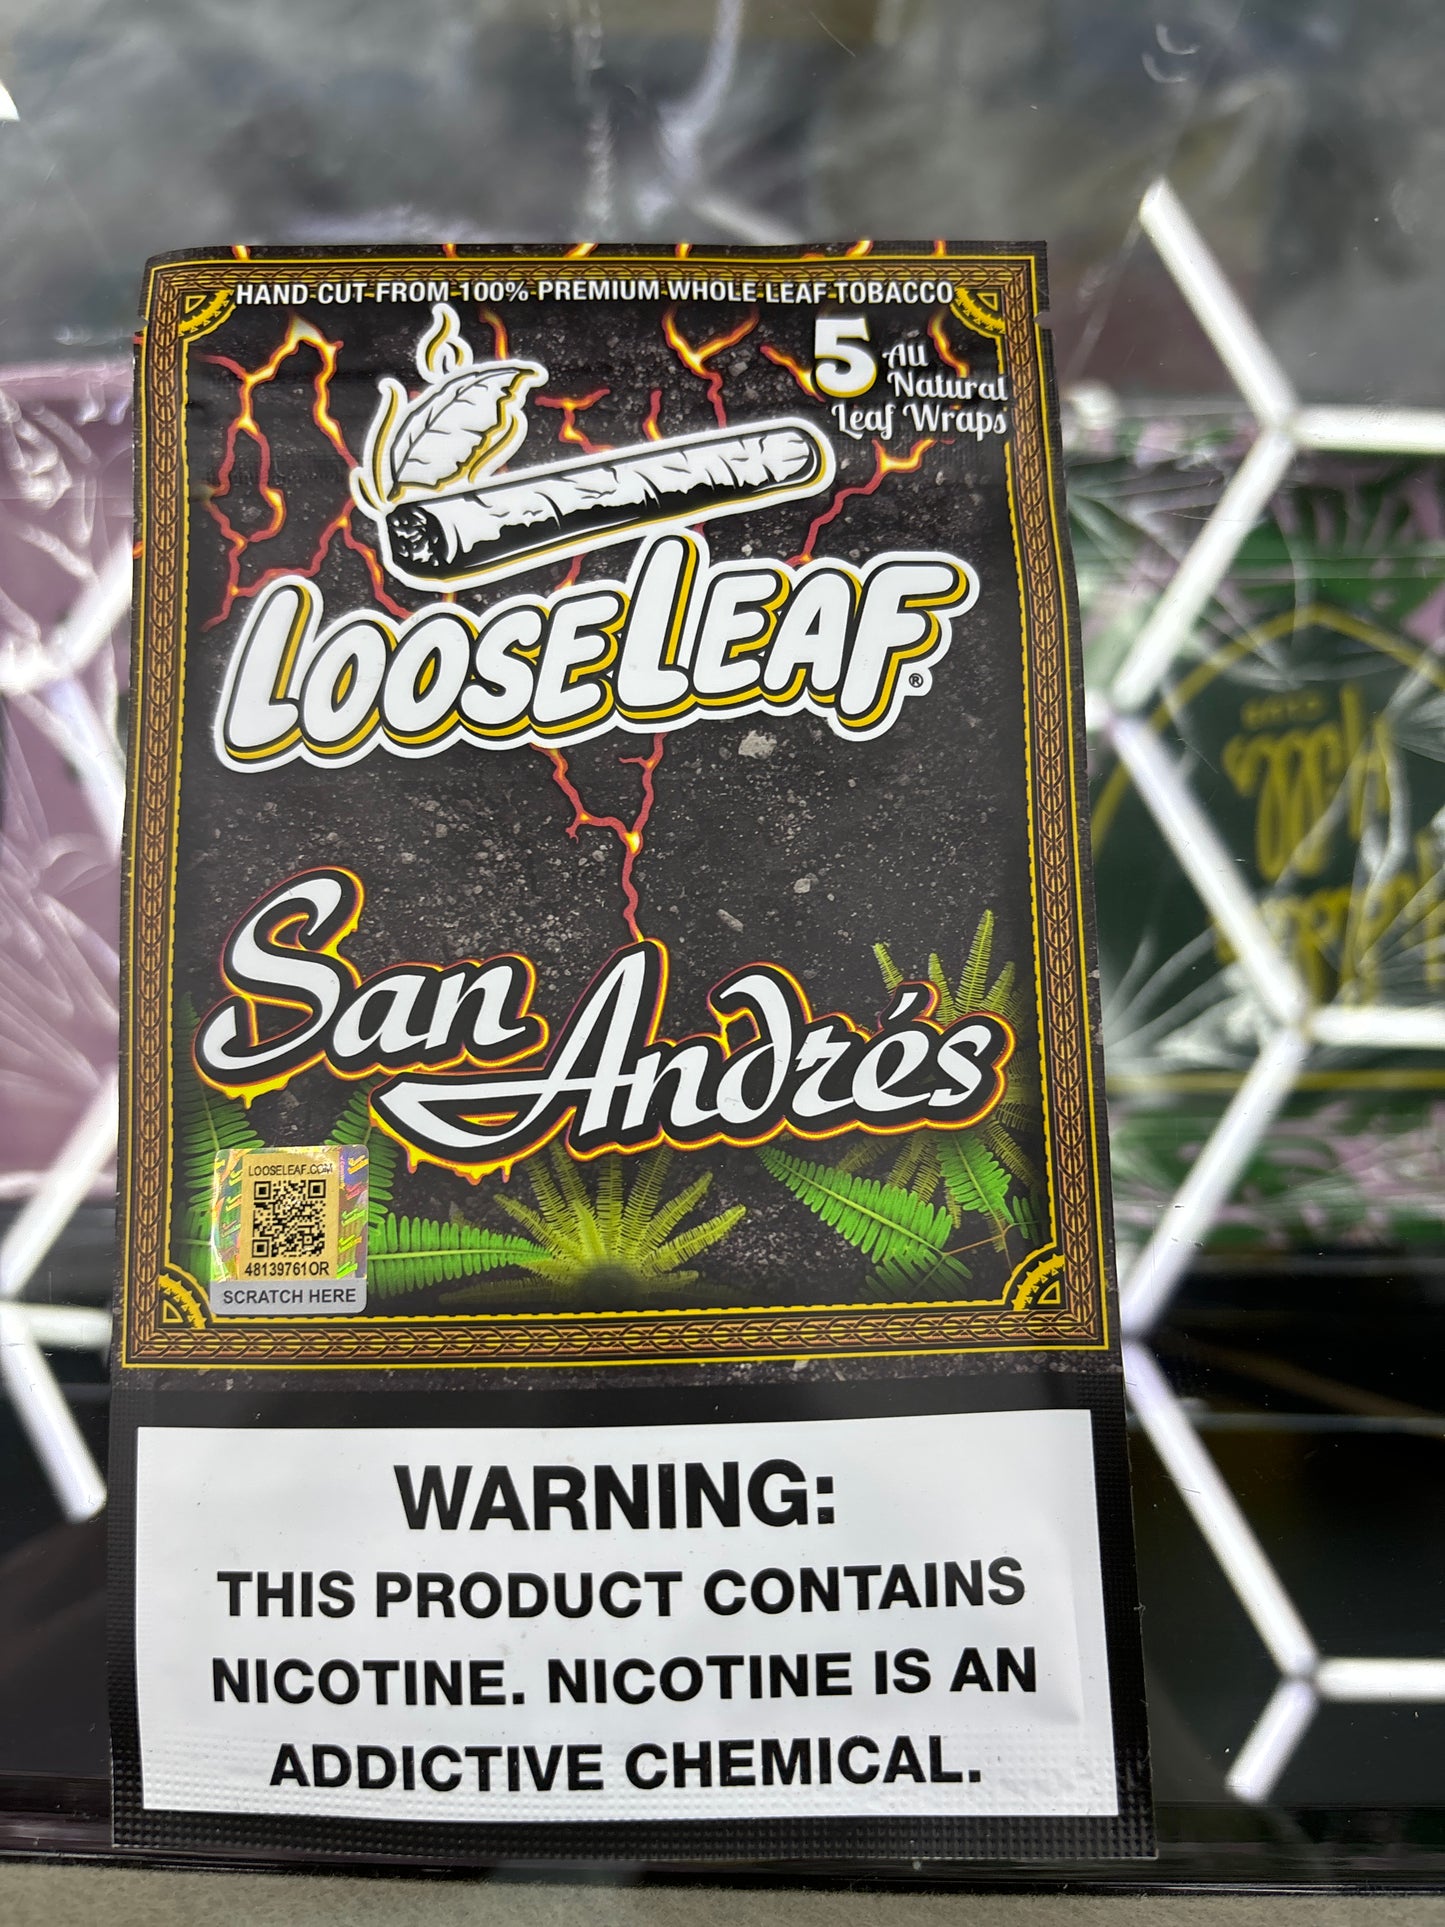 HAND CUT FROM 100% PREMIUM WHOLE LEAF TOBACCO
5 All
Natural
Leaf Wraps
LOOSELEAF®
San Andrés
LOOSELEAF.COM
48139761OR
SCRATCH HERE
WARNING:
THIS PRODUCT CONTAINS
NICOTINE. NICOTINE IS AN
ADDICTIVE CHEMICAL.